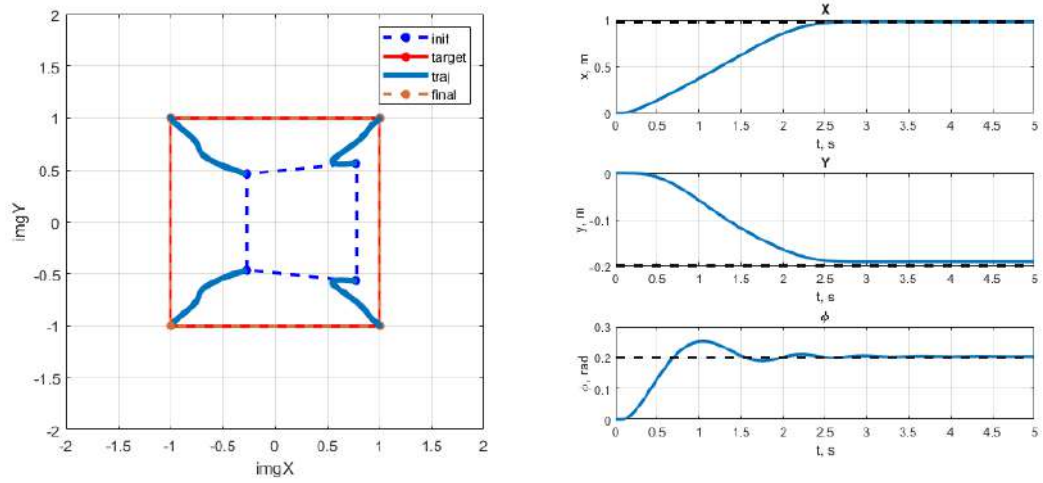 2
1.5
1
0.5
0
-0.5
-1
-1.5
-2
imgY
-2 -1.5 -1 -0.5 0 0.5 1 1.5 2
imgX
init
target
traj
final
X
1
0.5
0
x, m
0 0.5 1 1.5 2 2.5 3 3.5 4 4.5 5
t, s
Y
0
-0.1
-0.2
y, m
0 0.5 1 1.5 2 2.5 3 3.5 4 4.5 5
t, s
ϕ
0.3
0.2
0.1
0
ϕ, rad
0 0.5 1 1.5 2 2.5 3 3.5 4 4.5 5
t, s